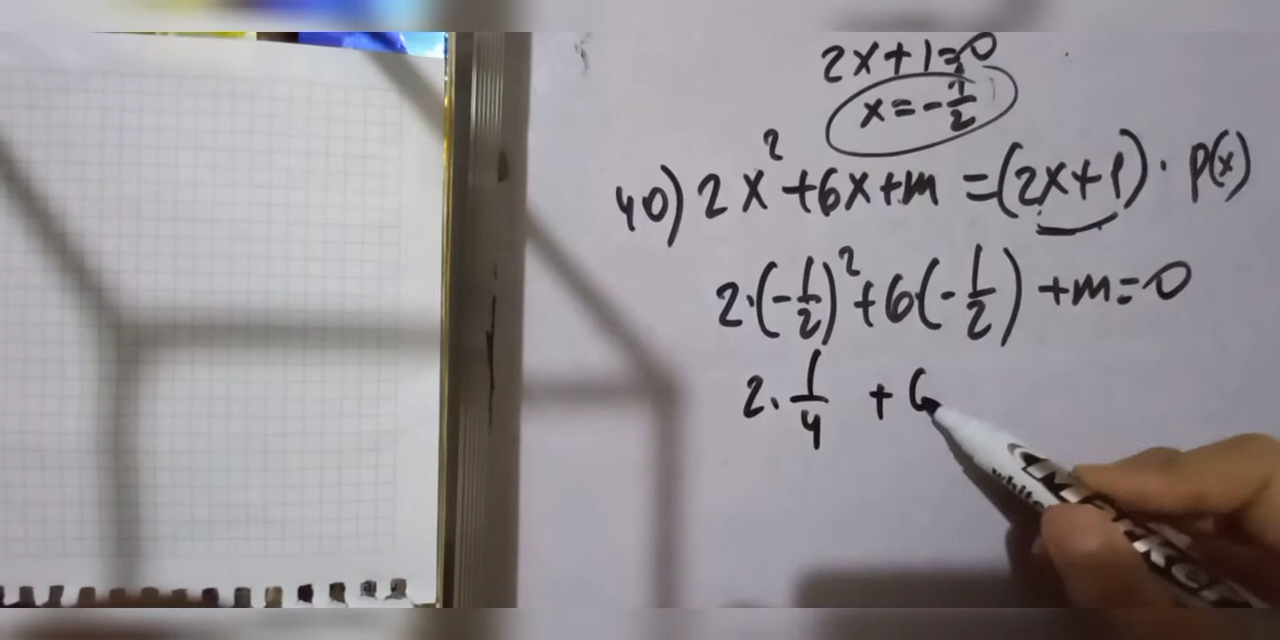 2x+1=0
x=-1/2
40) 2x²+6x+m=(2x+1)·P(x)
2·(-1/2)²+6(-1/2)+m=0
2·1/4 + 6
white